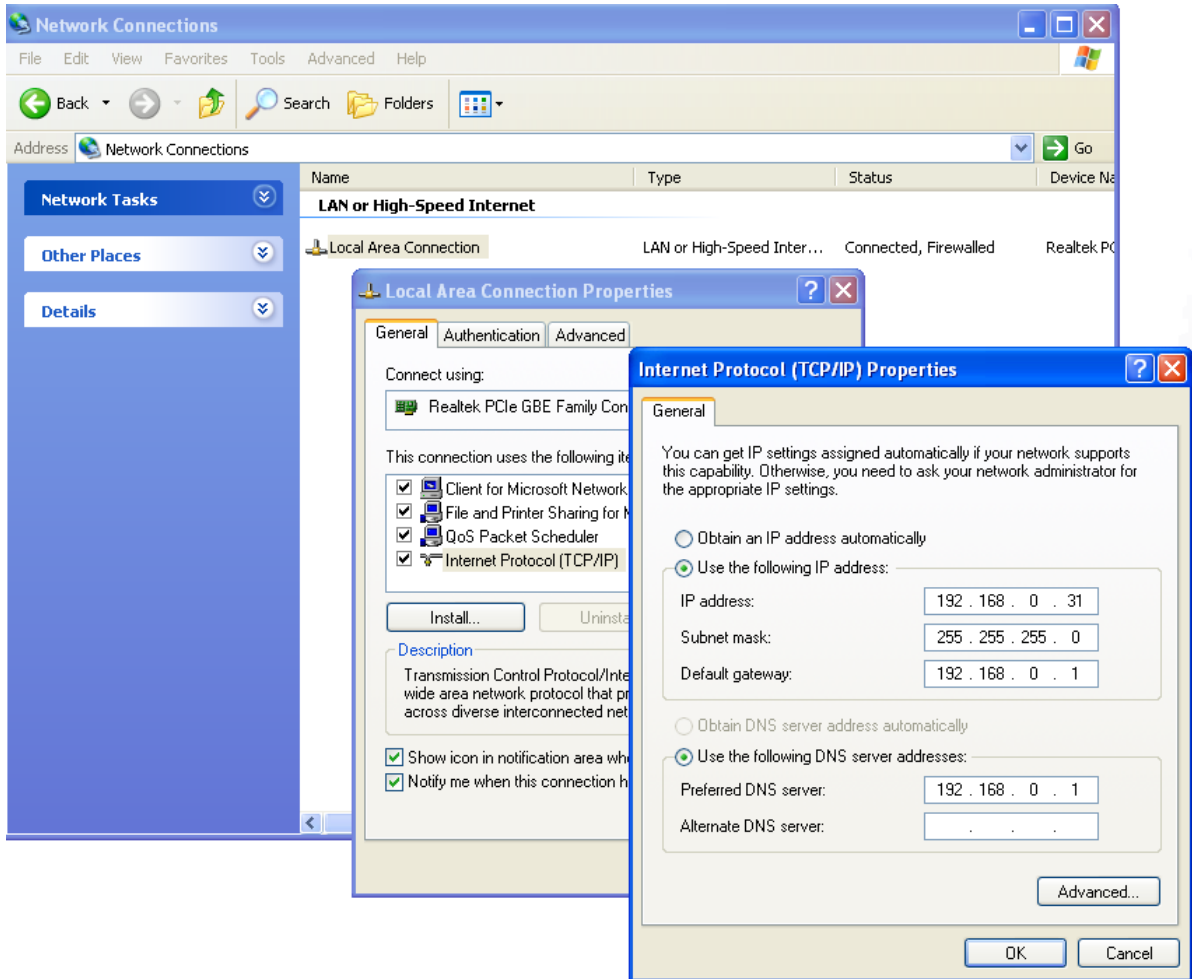 Network Connections
File Edit View Favorites Tools Advanced Help
Back Search Folders
Address Network Connections Go
Name Type Status Device Na
Network Tasks
LAN or High-Speed Internet
Other Places
Local Area Connection LAN or High-Speed Inter... Connected, Firewalled Realtek PC
Details
Local Area Connection Properties
General Authentication Advanced
Connect using:
Realtek PCIe GBE Family Con
This connection uses the following ite
Client for Microsoft Network
File and Printer Sharing for
QoS Packet Scheduler
Internet Protocol (TCP/IP)
Install... Uninsta
Description
Transmission Control Protocol/Inte
wide area network protocol that pr
across diverse interconnected net
Show icon in notification area whe
Notify me when this connection h
Internet Protocol (TCP/IP) Properties
General
You can get IP settings assigned automatically if your network supports
this capability. Otherwise, you need to ask your network administrator for
the appropriate IP settings.
Obtain an IP address automatically
Use the following IP address:
IP address: 192 . 168 . 0 . 31
Subnet mask: 255 . 255 . 255 . 0
Default gateway: 192 . 168 . 0 . 1
Obtain DNS server address automatically
Use the following DNS server addresses:
Preferred DNS server: 192 . 168 . 0 . 1
Alternate DNS server: . . .
Advanced...
OK Cancel